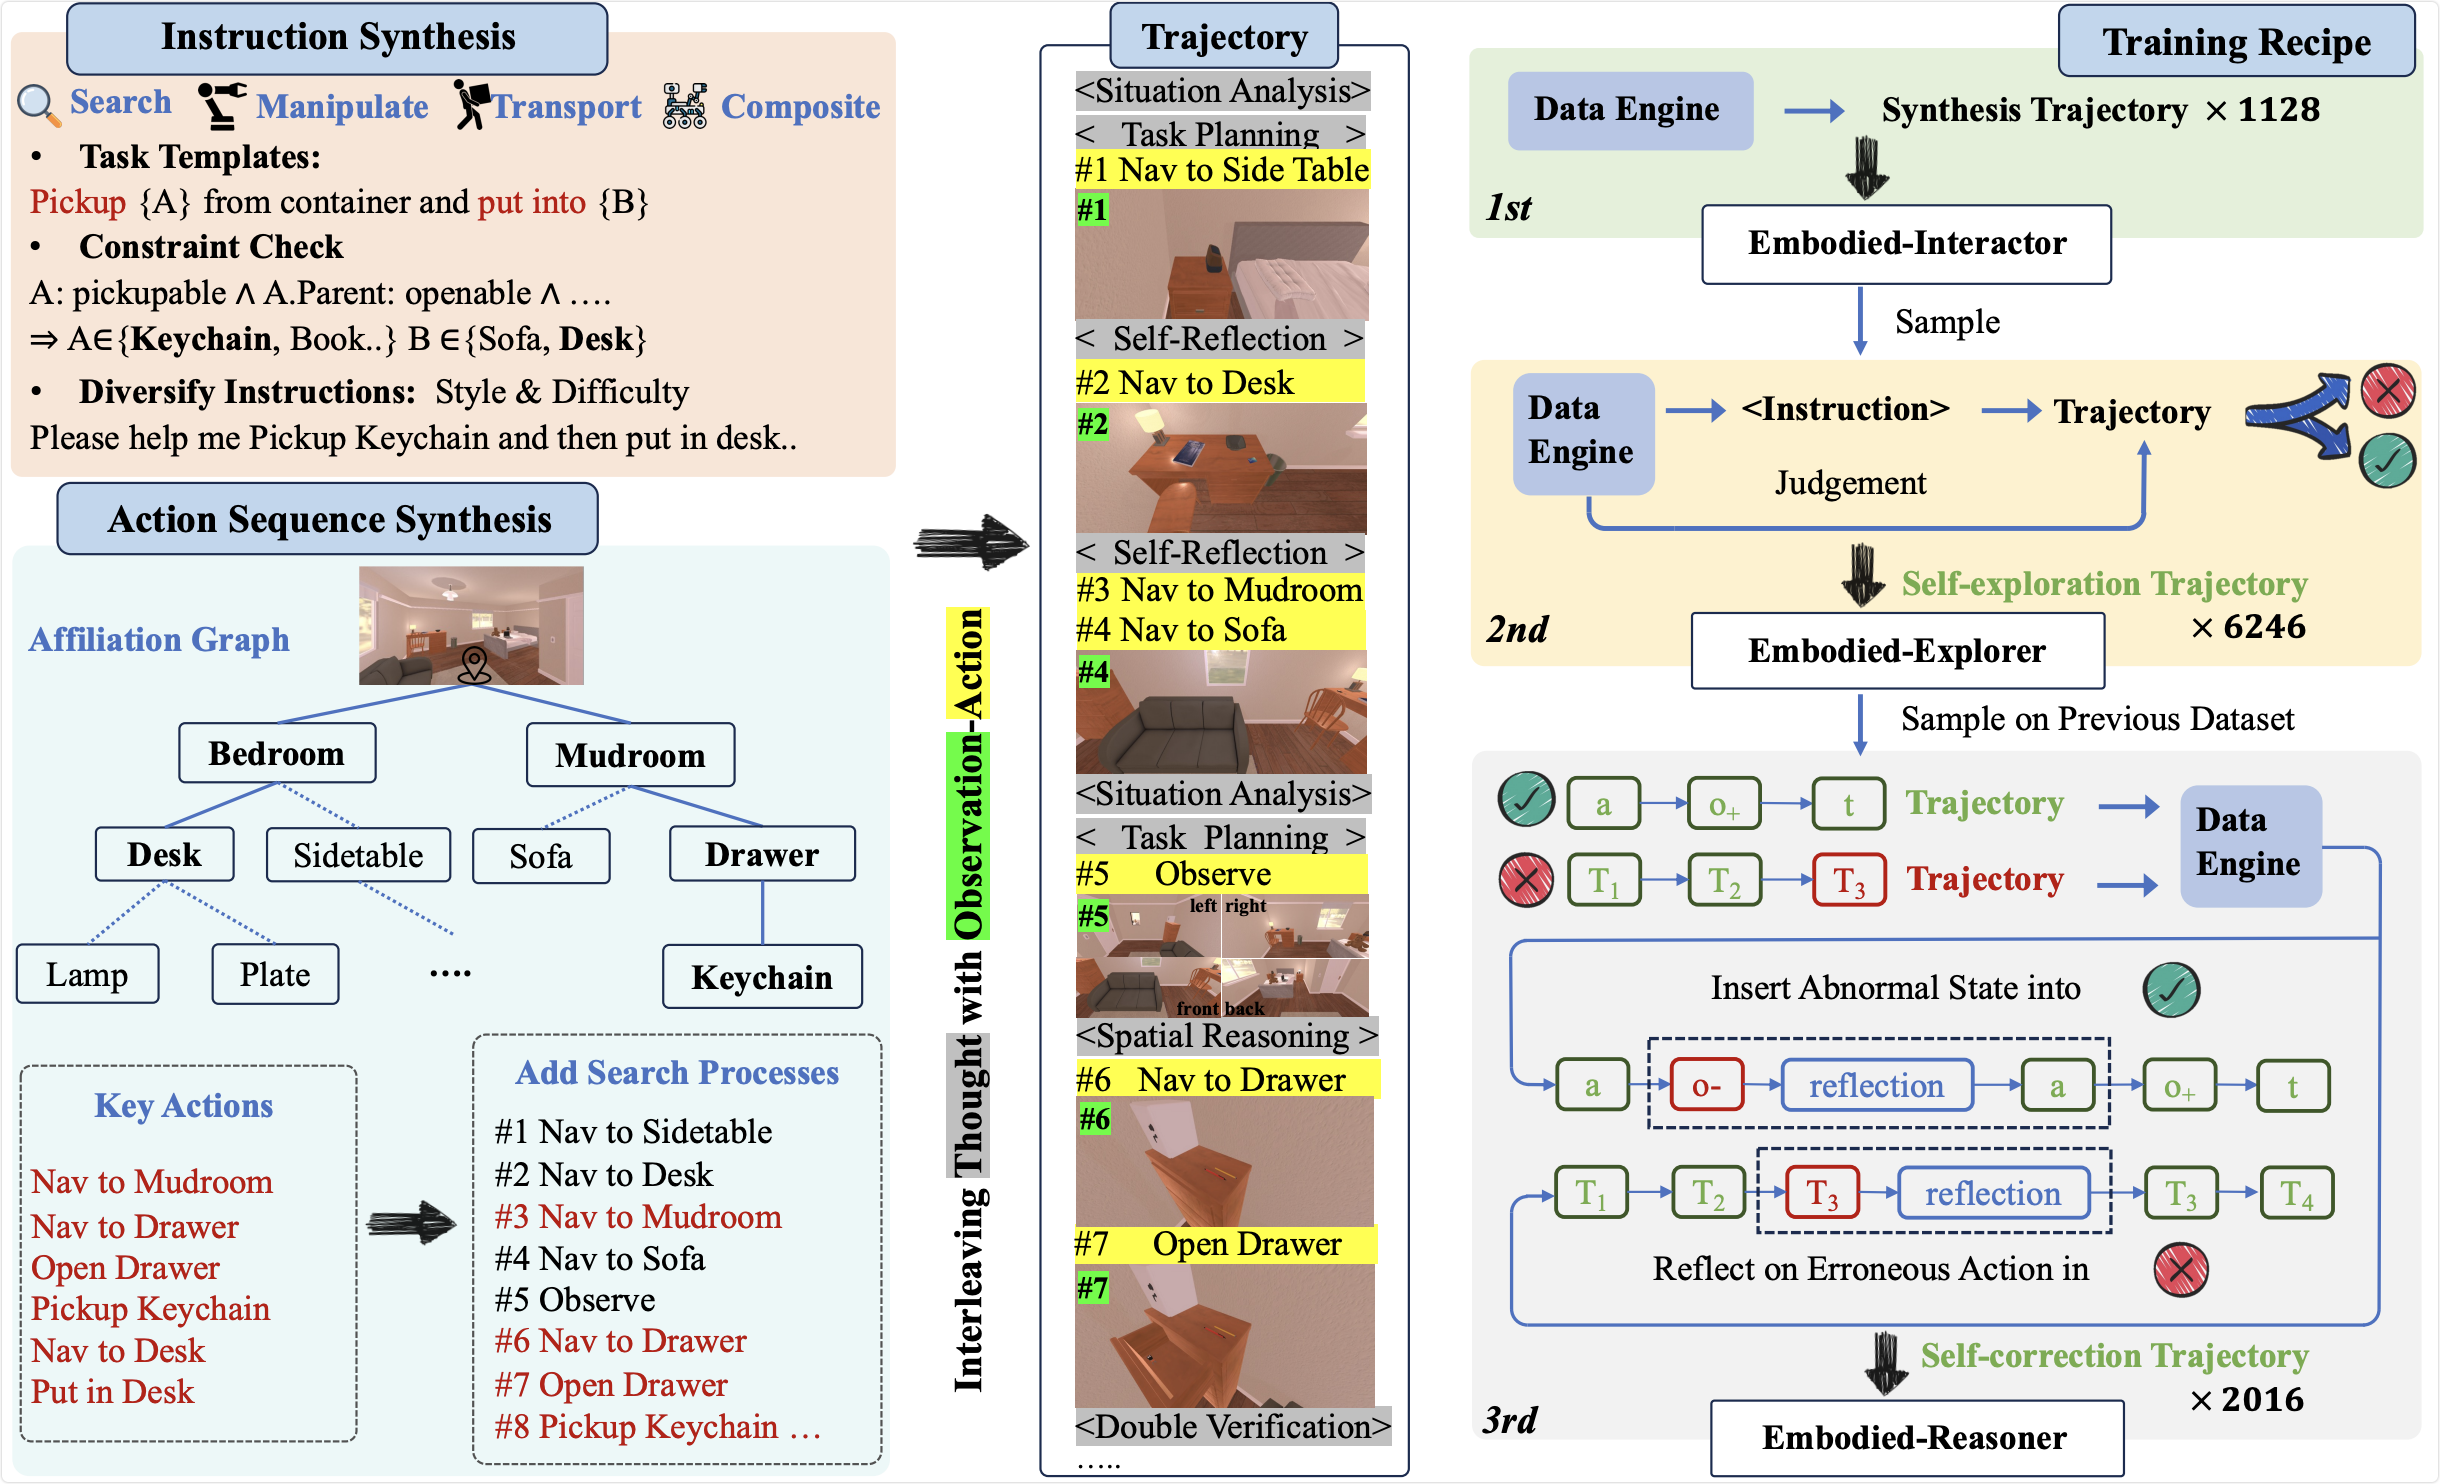 Instruction Synthesis
Search Manipulate Transport Composite
• Task Templates:
Pickup {A} from container and put into {B}
• Constraint Check
A: pickupable ∧ A.Parent: openable ∧ ….
⇒ A∈{Keychain, Book..} B ∈{Sofa, Desk}
• Diversify Instructions: Style & Difficulty
Please help me Pickup Keychain and then put in desk..
Action Sequence Synthesis
Affiliation Graph
Bedroom
Mudroom
Desk
Sidetable
Sofa
Drawer
Lamp
Plate
....
Keychain
Key Actions
Nav to Mudroom
Nav to Drawer
Open Drawer
Pickup Keychain
Nav to Desk
Put in Desk
Add Search Processes
#1 Nav to Sidetable
#2 Nav to Desk
#3 Nav to Mudroom
#4 Nav to Sofa
#5 Observe
#6 Nav to Drawer
#7 Open Drawer
#8 Pickup Keychain …
Interleaving Thought with Observation-Action
Trajectory
<Situation Analysis>
< Task Planning >
#1 Nav to Side Table
#1
< Self-Reflection >
#2 Nav to Desk
#2
< Self-Reflection >
#3 Nav to Mudroom
#4 Nav to Sofa
#4
<Situation Analysis>
< Task Planning >
#5 Observe
#5
left right
front back
<Spatial Reasoning >
#6 Nav to Drawer
#6
#7 Open Drawer
#7
<Double Verification>
…..
Training Recipe
Data Engine
Synthesis Trajectory × 1128
1st
Embodied-Interactor
Sample
Data
Engine
<Instruction>
Trajectory
Judgement
Self-exploration Trajectory
× 6246
2nd
Embodied-Explorer
Sample on Previous Dataset
a o+ t Trajectory
T1 T2 T3 Trajectory
Data
Engine
Insert Abnormal State into
a o- reflection a o+ t
T1 T2 T3 reflection T3 T4
Reflect on Erroneous Action in
Self-correction Trajectory
× 2016
3rd
Embodied-Reasoner